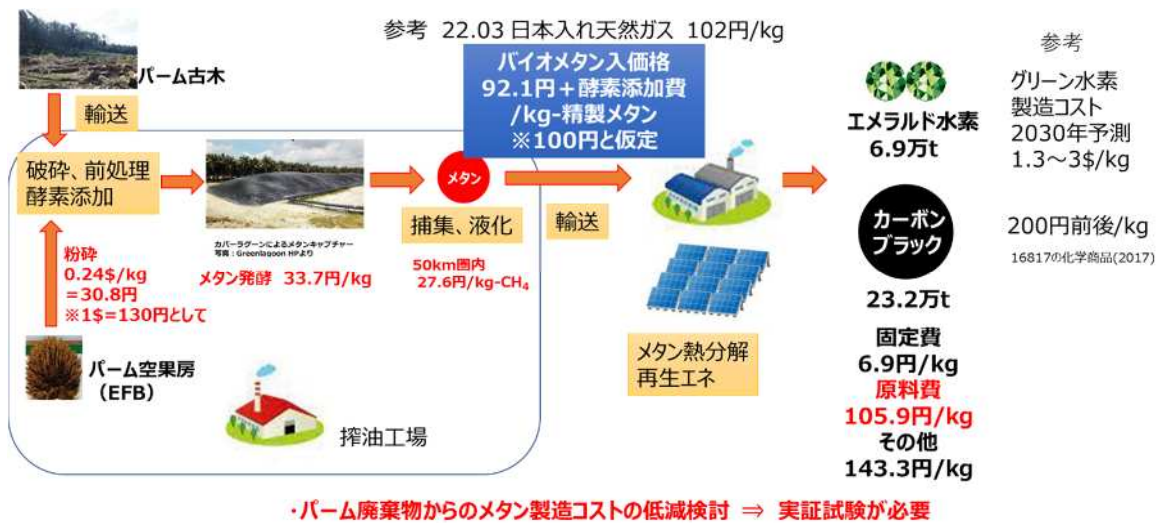 参考 22.03 日本入れ天然ガス 102円/kg
パーム古木
輸送
破砕、前処理
酵素添加
カバーラグーンによるメタンキャプチャー
写真：Greenlagoon HPより
メタン発酵 33.7円/kg
粉砕
0.24$/kg
＝30.8円
※1$＝130円として
パーム空果房
（EFB）
搾油工場
メタン
捕集、液化
50km圏内
27.6円/kg-CH₄
バイオメタン入価格
92.1円＋酵素添加費
/kg-精製メタン
※100円と仮定
輸送
メタン熱分解
再生エネ
エメラルド水素
6.9万t
カーボン
ブラック
23.2万t
固定費
6.9円/kg
原料費
105.9円/kg
その他
143.3円/kg
参考
グリーン水素
製造コスト
2030年予測
1.3～3$/kg
200円前後/kg
16817の化学商品(2017)
・パーム廃棄物からのメタン製造コストの低減検討 ⇒ 実証試験が必要